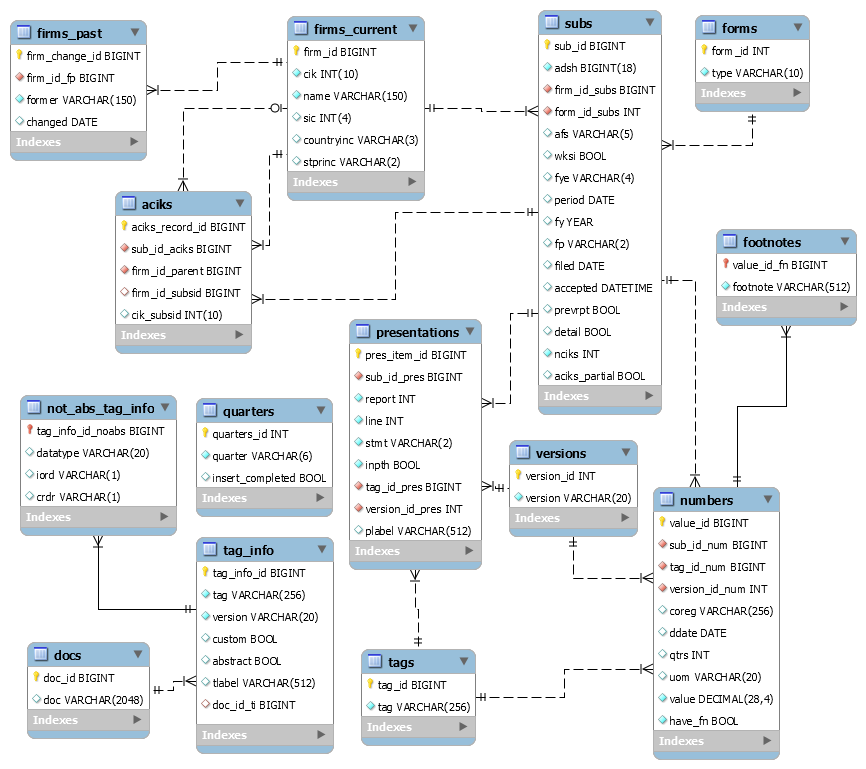 firms_past
firm_change_id BIGINT
firm_id_fp BIGINT
former VARCHAR(150)
changed DATE
Indexes
firms_current
firm_id BIGINT
cik INT(10)
name VARCHAR(150)
sic INT(4)
countryinc VARCHAR(3)
stprinc VARCHAR(2)
Indexes
subs
sub_id BIGINT
adsh BIGINT(18)
firm_id_subs BIGINT
form_id_subs INT
afs VARCHAR(5)
wksi BOOL
fye VARCHAR(4)
period DATE
fy YEAR
fp VARCHAR(2)
filed DATE
accepted DATETIME
prevrpt BOOL
detail BOOL
nciks INT
aciks_partial BOOL
Indexes
forms
form_id INT
type VARCHAR(10)
Indexes
aciks
aciks_record_id BIGINT
sub_id_aciks BIGINT
firm_id_parent BIGINT
firm_id_subsid BIGINT
cik_subsid INT(10)
Indexes
footnotes
value_id_fn BIGINT
footnote VARCHAR(512)
Indexes
presentations
pres_item_id BIGINT
sub_id_pres BIGINT
report INT
line INT
stmt VARCHAR(2)
inpth BOOL
tag_id_pres BIGINT
version_id_pres INT
plabel VARCHAR(512)
Indexes
not_abs_tag_info
tag_info_id_noabs BIGINT
datatype VARCHAR(20)
iord VARCHAR(1)
crdr VARCHAR(1)
Indexes
quarters
quarters_id INT
quarter VARCHAR(6)
insert_completed BOOL
Indexes
versions
version_id INT
version VARCHAR(20)
Indexes
numbers
value_id BIGINT
sub_id_num BIGINT
tag_id_num BIGINT
version_id_num INT
coreg VARCHAR(256)
ddate DATE
qtrs INT
uom VARCHAR(20)
value DECIMAL(28,4)
have_fn BOOL
Indexes
tag_info
tag_info_id BIGINT
tag VARCHAR(256)
version VARCHAR(20)
custom BOOL
abstract BOOL
tlabel VARCHAR(512)
doc_id_ti BIGINT
Indexes
docs
doc_id BIGINT
doc VARCHAR(2048)
Indexes
tags
tag_id BIGINT
tag VARCHAR(256)
Indexes